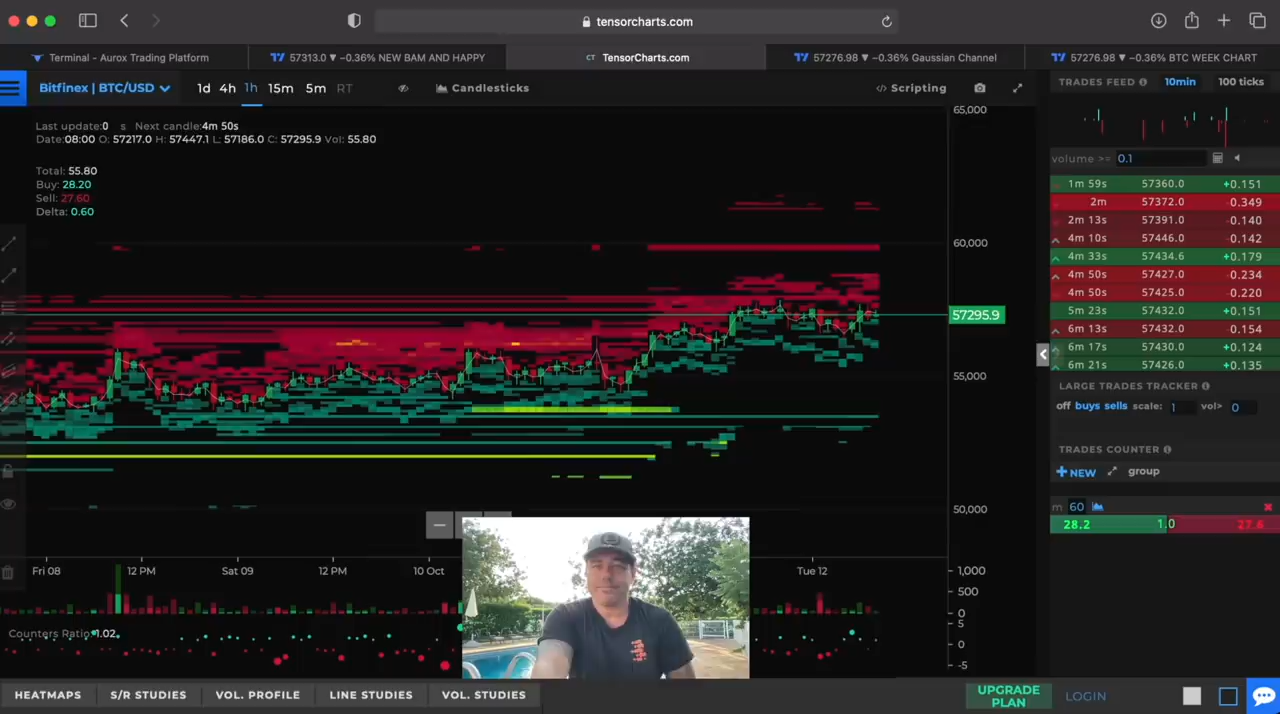 tensorcharts.com
Terminal - Aurox Trading Platform
57313.0 ▼ −0.36% NEW BAM AND HAPPY
CT TensorCharts.com
57276.98 ▼ −0.36% Gaussian Channel
57276.98 ▼ −0.36% BTC WEEK CHART
Bitfinex | BTC/USD
1d 4h 1h 15m 5m RT
Candlesticks
</> Scripting
Last update:0 s Next candle:4m 50s
Date:08:00 O: 57217.0 H: 57447.1 L: 57186.0 C: 57295.9 Vol: 55.80
Total: 55.80
Buy: 28.20
Sell: 27.60
Delta: 0.60
65,000
60,000
57295.9
55,000
50,000
Fri 08 12 PM Sat 09 12 PM 10 Oct Tue 12
1,000
500
0
5
0
-5
Counters Ratio:1.02
TRADES FEED 10min 100 ticks
volume >= 0.1
1m 59s 57360.0 +0.151
2m 57372.0 -0.349
2m 13s 57391.0 -0.140
4m 10s 57446.0 -0.142
4m 33s 57434.6 +0.179
4m 50s 57427.0 -0.234
4m 50s 57425.0 -0.220
5m 23s 57432.0 +0.151
6m 13s 57432.0 -0.154
6m 17s 57430.0 +0.124
6m 21s 57426.0 +0.135
LARGE TRADES TRACKER
off buys sells scale: 1 vol> 0
TRADES COUNTER
+NEW group
m 60
28.2 1.0 27.6
HEATMAPS S/R STUDIES VOL. PROFILE LINE STUDIES VOL. STUDIES
UPGRADE PLAN LOGIN